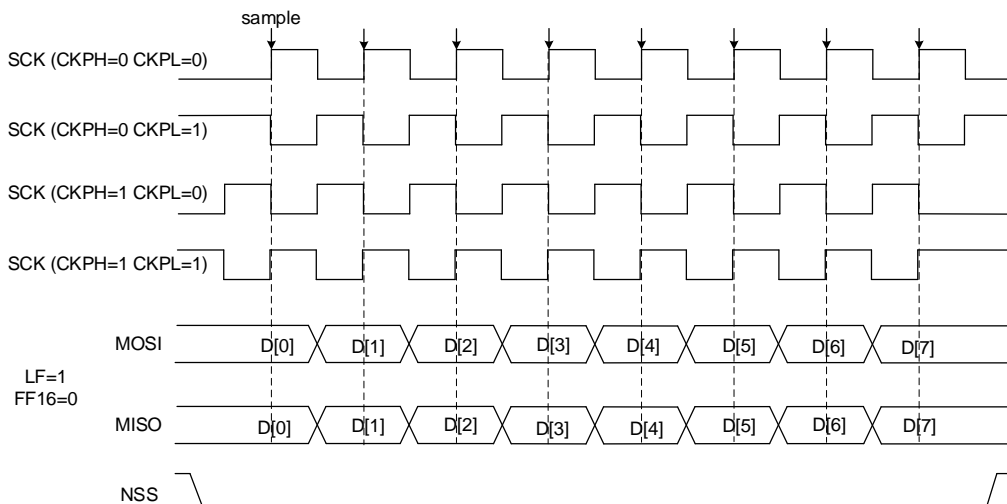 sample
SCK (CKPH=0 CKPL=0)
SCK (CKPH=0 CKPL=1)
SCK (CKPH=1 CKPL=0)
SCK (CKPH=1 CKPL=1)
MOSI
D[0] D[1] D[2] D[3] D[4] D[5] D[6] D[7]
LF=1
FF16=0
MISO
D[0] D[1] D[2] D[3] D[4] D[5] D[6] D[7]
NSS